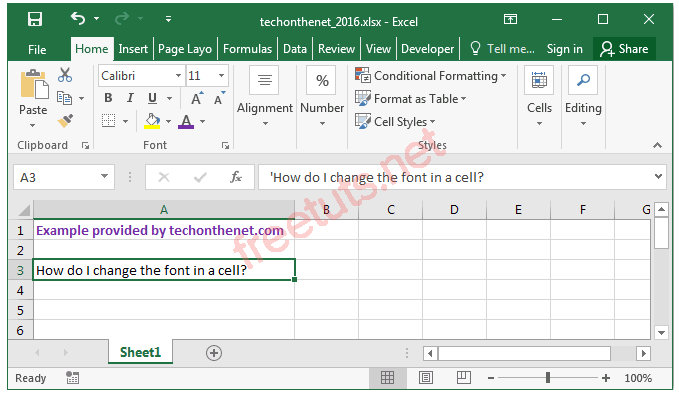 techonthenet_2016.xlsx - Excel
File Home Insert Page Layo Formulas Data Review View Developer Tell me... Sign in Share
Paste
Clipboard
Calibri 11
B I U A A
A
Font
Alignment
%
Number
Conditional Formatting
Format as Table
Cell Styles
Styles
Cells
Editing
A3 fx 'How do I change the font in a cell?
A B C D E F G
1 Example provided by techonthenet.com
2
3 How do I change the font in a cell?
4
5
6
freetuts.net
Sheet1
Ready 100%